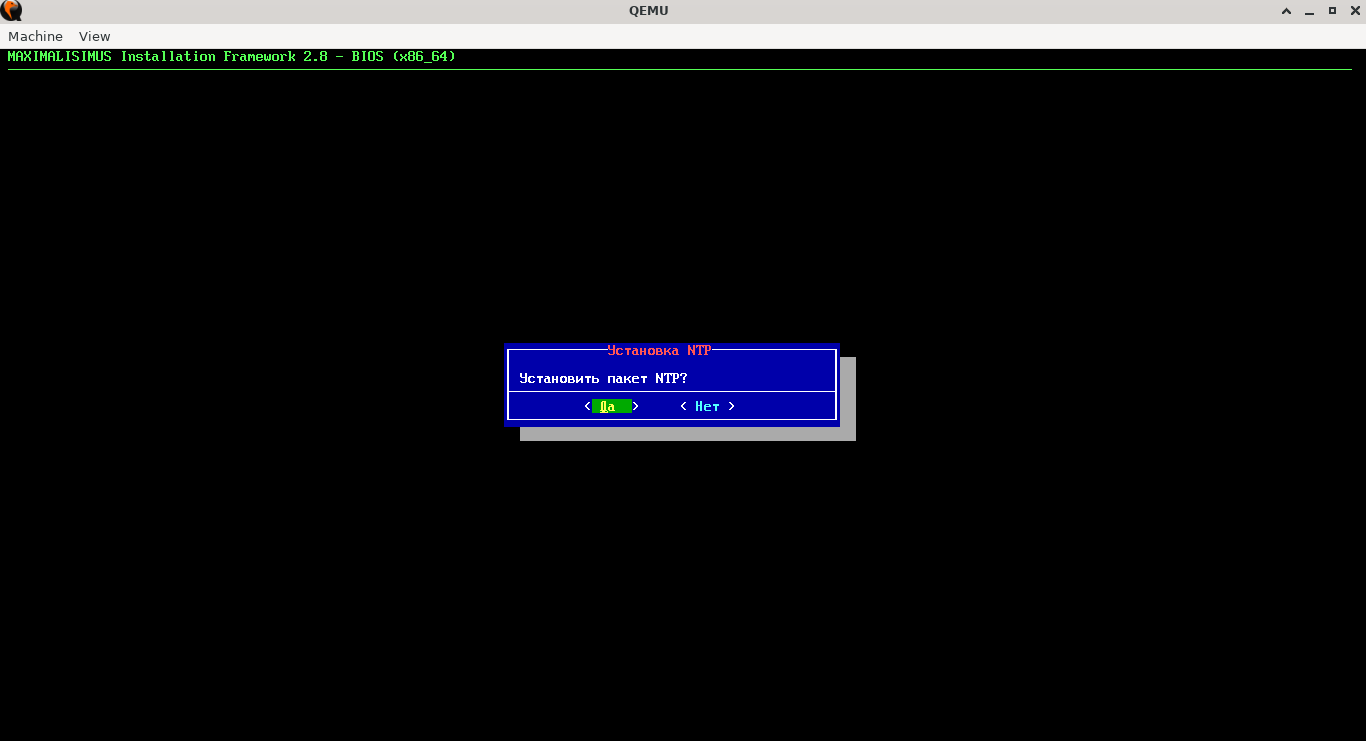 QEMU
Machine View
MAXIMALISIMUS Installation Framework 2.8 - BIOS (x86_64)
Установка NTP
Установить пакет NTP?
< Да > < Нет >